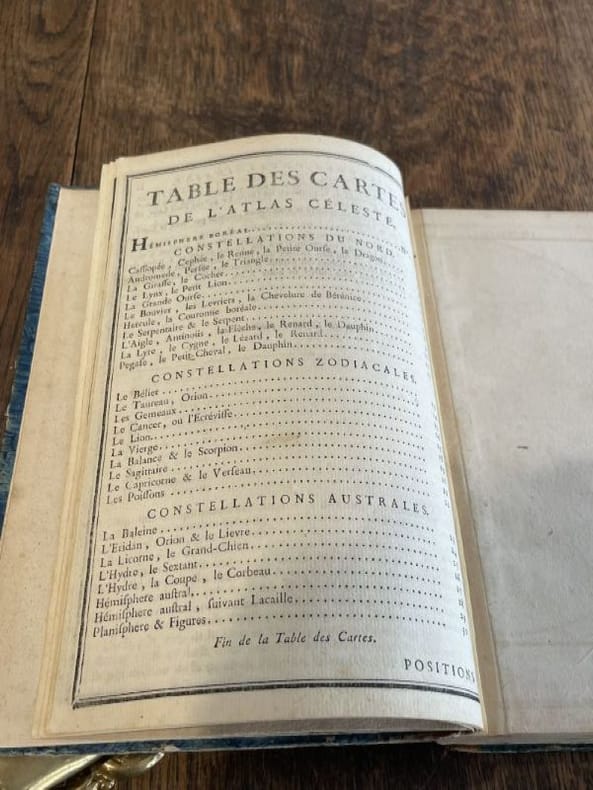 TABLE DES CARTES
DE L'ATLAS CÉLESTE.
HÉMISPHERE BORÉAL
CONSTELLATIONS DU NORD.
Cassiopée, Céphée, le Renne, la Petite Ourse, le Dragon
Andromede, Persée, le Triangle
La Giraffe, le Cocher
Le Lynx, le Petit Lion
La Grande Ourse
Le Bouvier, les Levriers, la Chevelure de Bérénice
Hercule, la Couronne boréale
Le Serpentaire & le Serpent
L'Aigle, Antinoüs, la Flêche, le Renard, le Dauphin
La Lyre, le Cygne, le Lézard, le Renard
Pégase, le Petit-Cheval, le Dauphin
CONSTELLATIONS ZODIACALES.
Le Bélier
Le Taureau, Orion
Les Gemeaux
Le Cancer, ou l'Ecrévisse
Le Lion
La Vierge
La Balance & le Scorpion
Le Sagittaire
Le Capricorne & le Verseau
Les Poissons
CONSTELLATIONS AUSTRALES.
La Baleine
L'Eridan, Orion & le Lievre
La Licorne, le Grand-Chien
L'Hydre, le Sextant
L'Hydre, la Coupe, le Corbeau
Hémisphere austral
Hémisphere austral, suivant Lacaille
Planisphere & Figures
Fin de la Table des Cartes.
POSITIONS